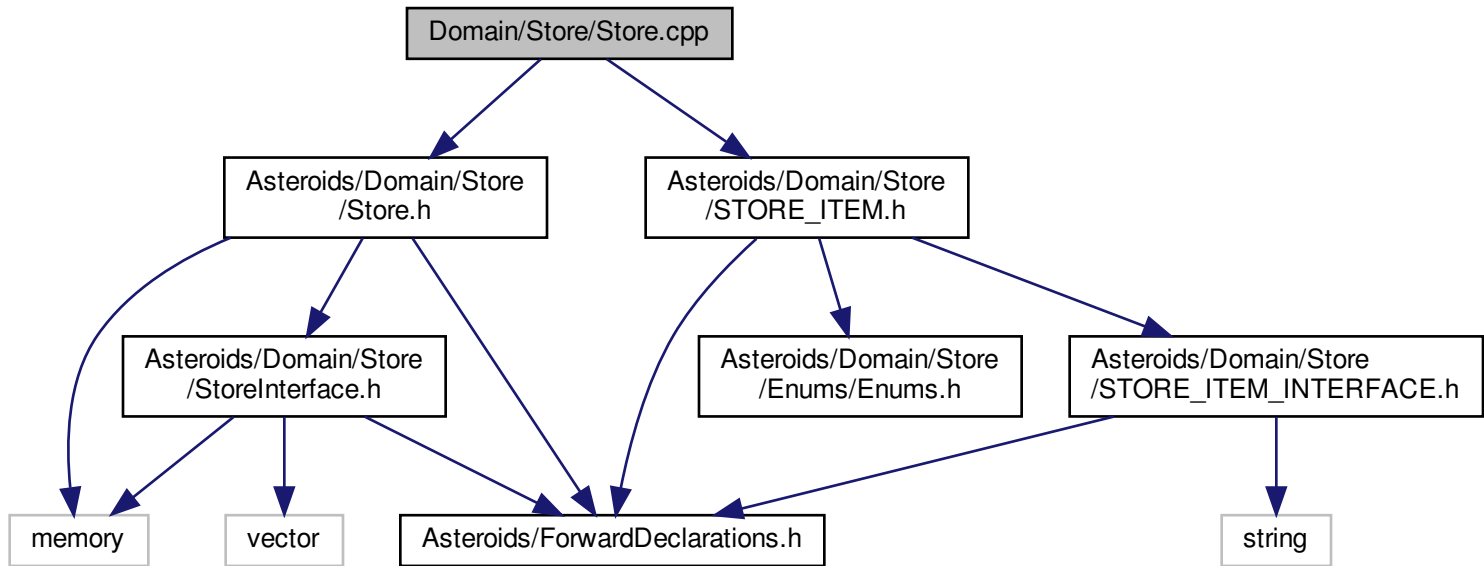 Domain/Store/Store.cpp
Asteroids/Domain/Store
/Store.h
Asteroids/Domain/Store
/STORE_ITEM.h
Asteroids/Domain/Store
/StoreInterface.h
Asteroids/Domain/Store
/Enums/Enums.h
Asteroids/Domain/Store
/STORE_ITEM_INTERFACE.h
memory
vector
Asteroids/ForwardDeclarations.h
string